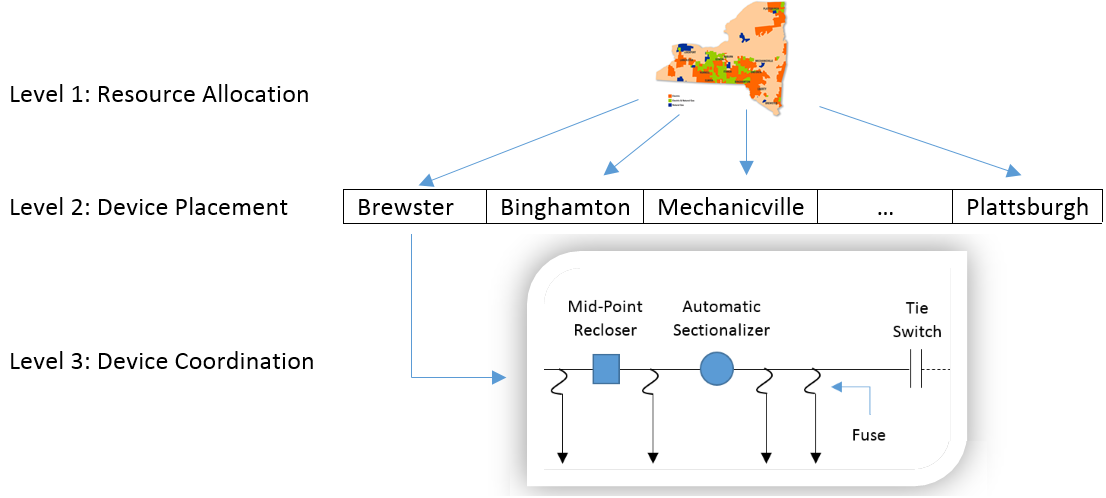 Level 1: Resource Allocation
Level 2: Device Placement
Brewster
Binghamton
Mechanicville
...
Plattsburgh
Level 3: Device Coordination
Mid-Point
Recloser
Automatic
Sectionalizer
Tie
Switch
Fuse